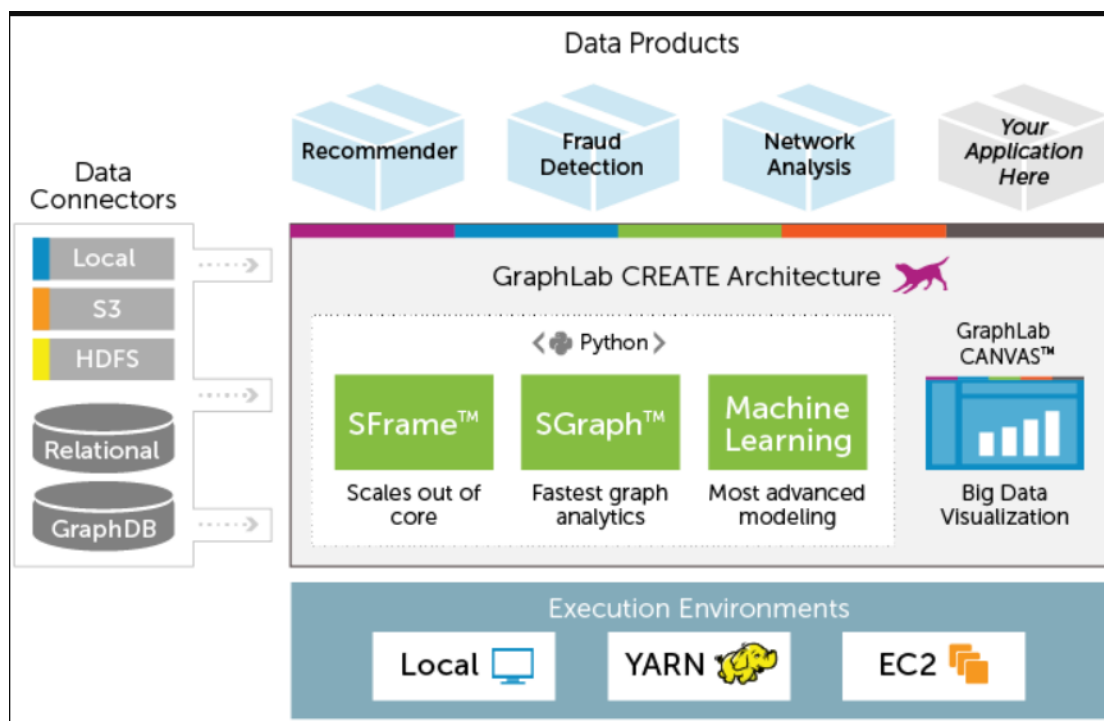 Data Products
Recommender
Fraud
Detection
Network
Analysis
Your
Application
Here
Data
Connectors
Local
S3
HDFS
Relational
GraphDB
GraphLab CREATE Architecture
< Python >
SFrame™
Scales out of
core
SGraph™
Fastest graph
analytics
Machine
Learning
Most advanced
modeling
GraphLab
CANVAS™
Big Data
Visualization
Execution Environments
Local
YARN
EC2